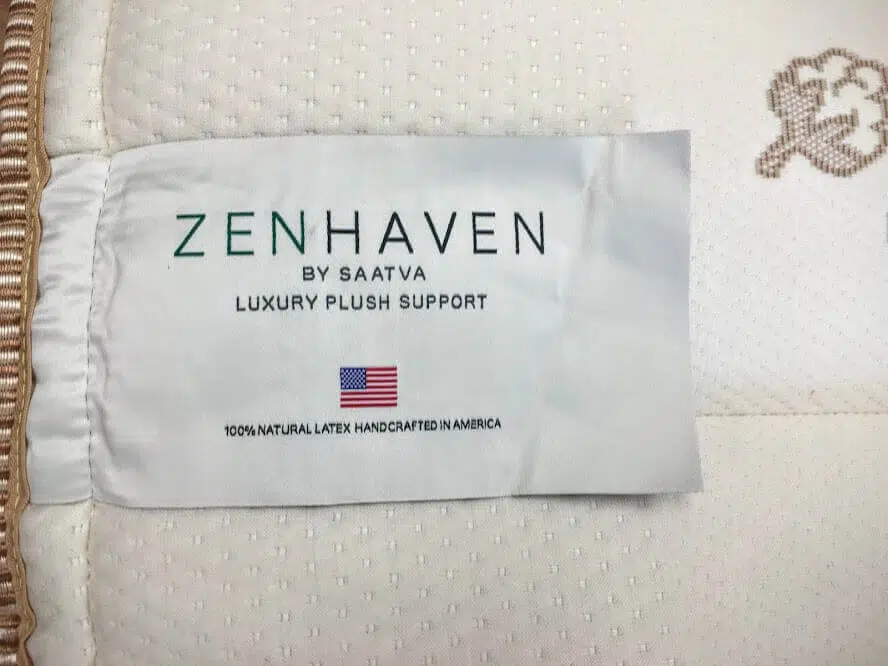 ZENHAVEN
BY SAATVA
LUXURY PLUSH SUPPORT
100% NATURAL LATEX HANDCRAFTED IN AMERICA